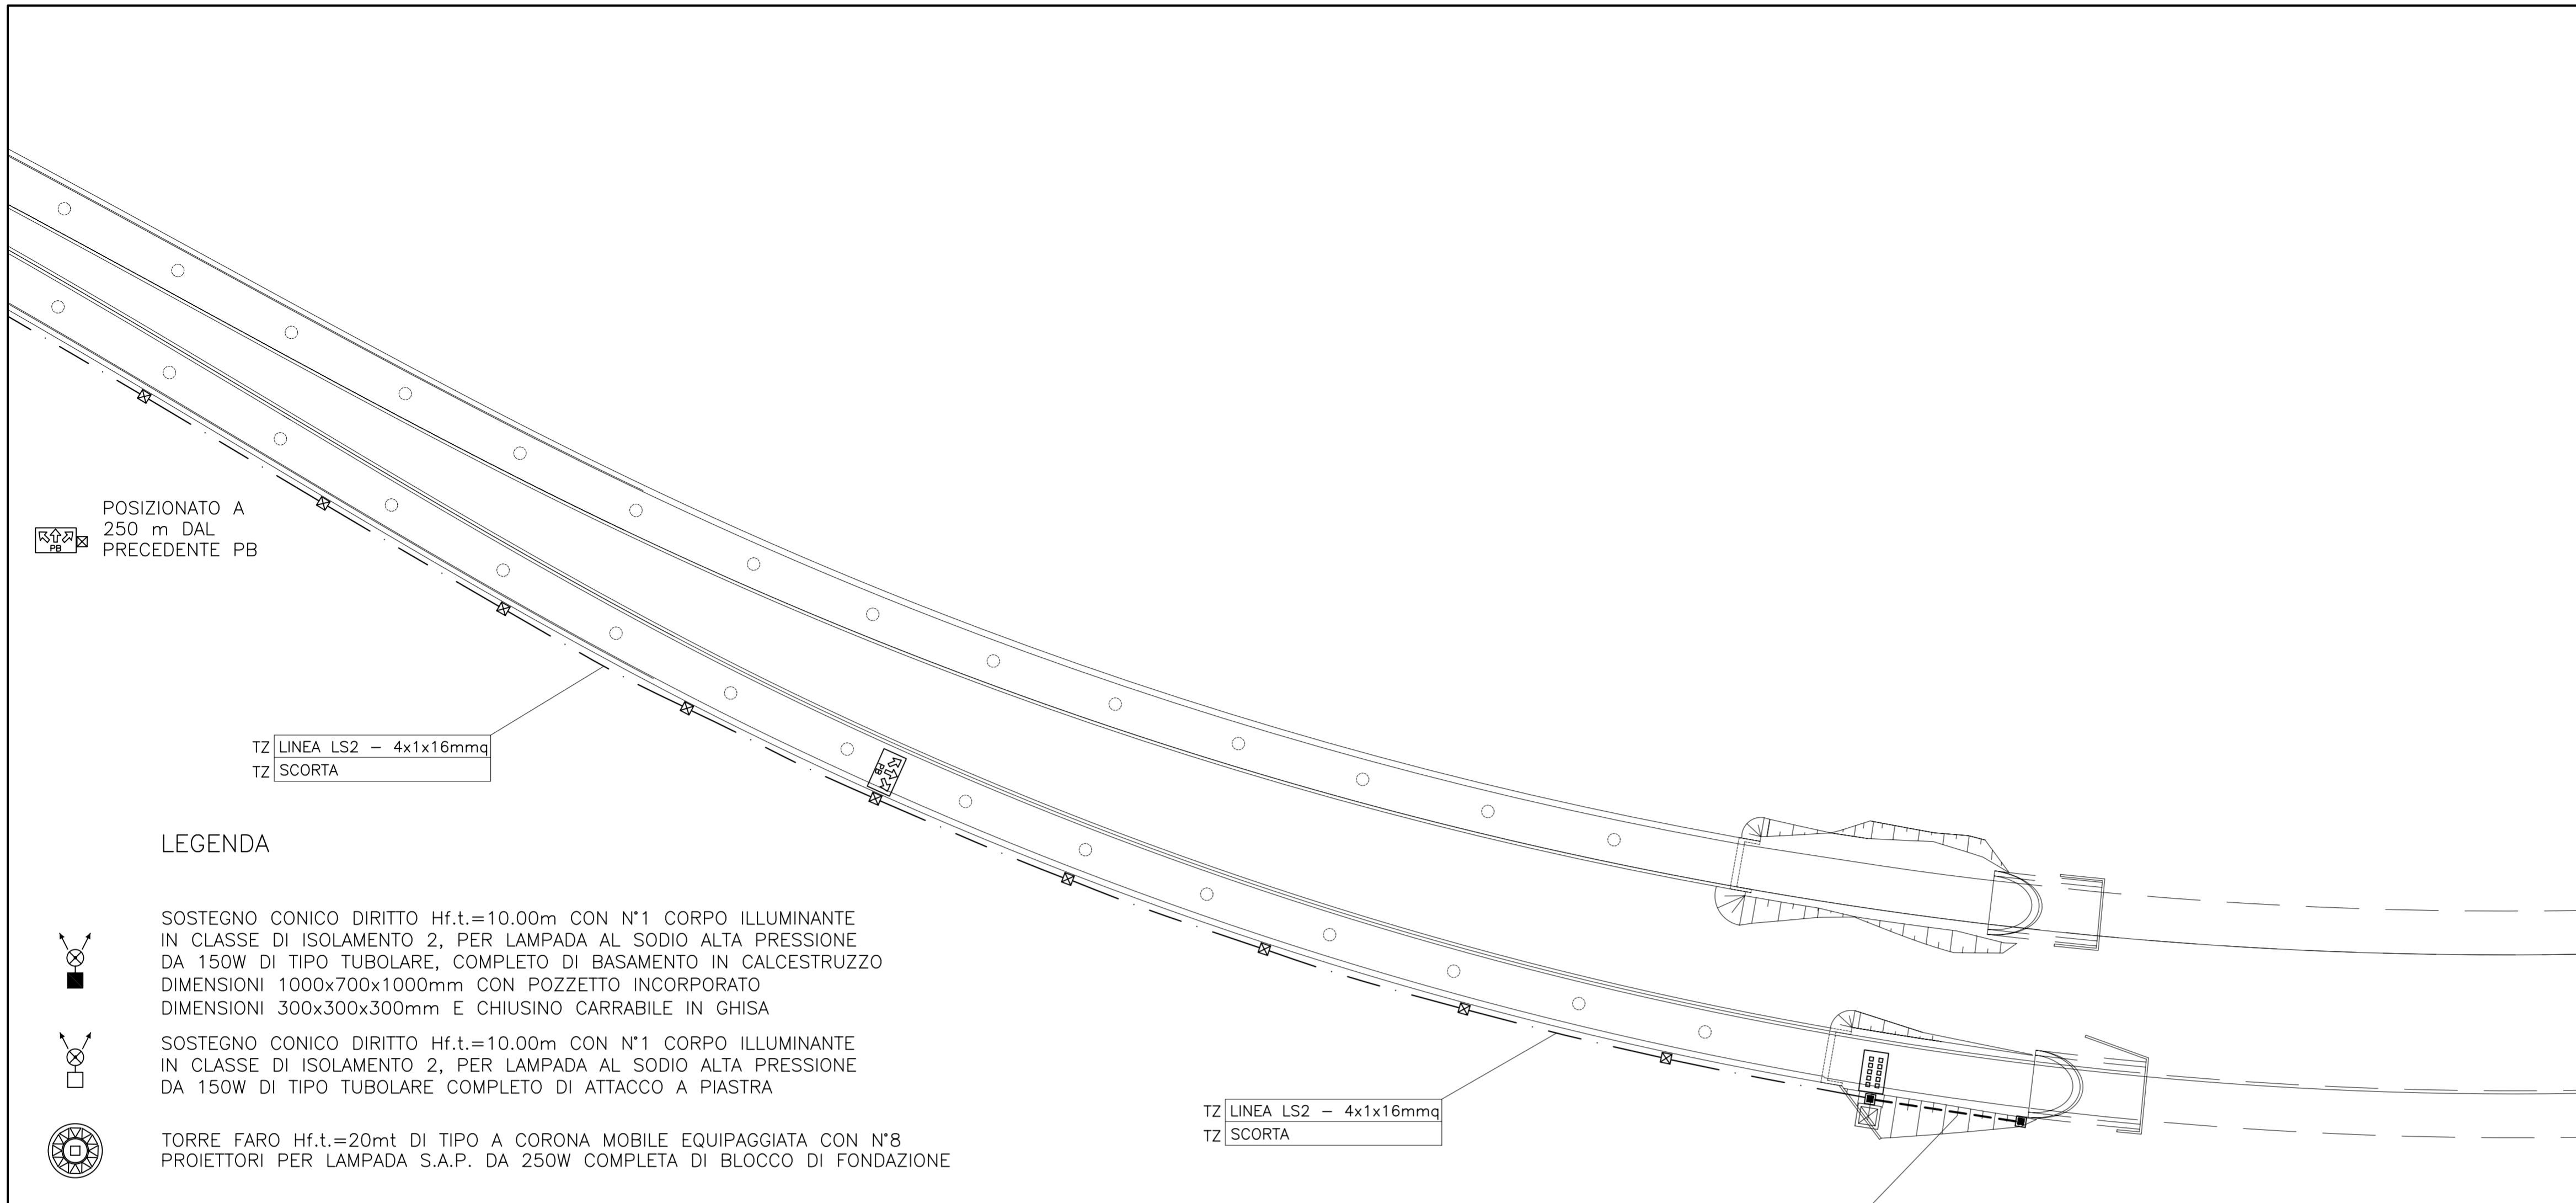 POSIZIONATO A
250 m DAL
PRECEDENTE PB
PB
TZ LINEA LS2 - 4x1x16mmq
TZ SCORTA
PB
LEGENDA
SOSTEGNO CONICO DIRITTO Hf.t.=10.00m CON N°1 CORPO ILLUMINANTE
IN CLASSE DI ISOLAMENTO 2, PER LAMPADA AL SODIO ALTA PRESSIONE
DA 150W DI TIPO TUBOLARE, COMPLETO DI BASAMENTO IN CALCESTRUZZO
DIMENSIONI 1000x700x1000mm CON POZZETTO INCORPORATO
DIMENSIONI 300x300x300mm E CHIUSINO CARRABILE IN GHISA
SOSTEGNO CONICO DIRITTO Hf.t.=10.00m CON N°1 CORPO ILLUMINANTE
IN CLASSE DI ISOLAMENTO 2, PER LAMPADA AL SODIO ALTA PRESSIONE
DA 150W DI TIPO TUBOLARE COMPLETO DI ATTACCO A PIASTRA
TORRE FARO Hf.t.=20mt DI TIPO A CORONA MOBILE EQUIPAGGIATA CON N°8
PROIETTORI PER LAMPADA S.A.P. DA 250W COMPLETA DI BLOCCO DI FONDAZIONE
TZ LINEA LS2 - 4x1x16mmq
TZ SCORTA